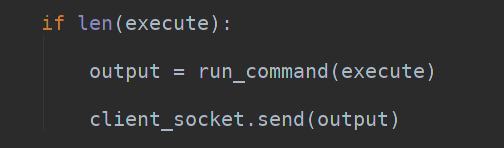 if len(execute):
output = run_command(execute)
client_socket.send(output)